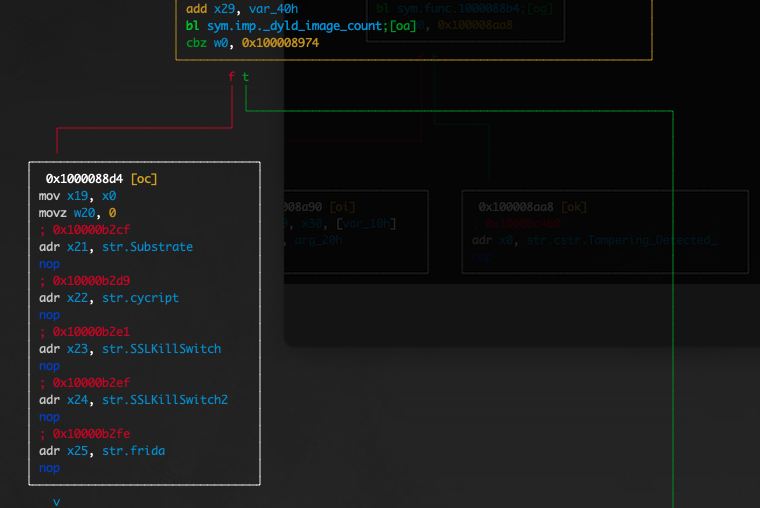 add x29, var_40h
bl sym.func.1000088b4;[og]
bl sym.imp._dyld_image_count;[oa]
, 0x100008aa8
cbz w0, 0x100008974
f t
0x1000088d4 [oc]
mov x19, x0
movz w20, 0
; 0x10000b2cf
adr x21, str.Substrate
nop
; 0x10000b2d9
adr x22, str.cycript
nop
; 0x10000b2e1
adr x23, str.SSLKillSwitch
nop
; 0x10000b2ef
adr x24, str.SSLKillSwitch2
nop
; 0x10000b2fe
adr x25, str.frida
nop
v
08a90 [oi]
, x30, [var_10h]
, arg_20h
0x100008aa8 [ok]
adr x0, str.cstr.Tampering_Detected_
nop